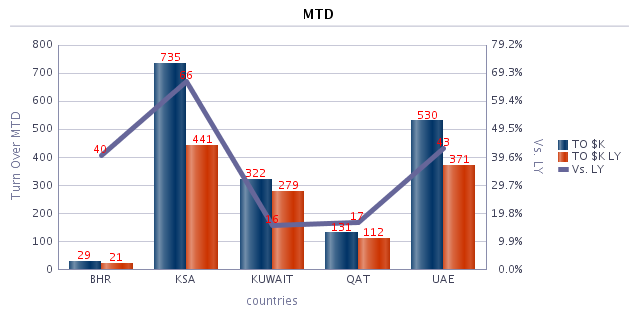 MTD
800
700
600
500
400
300
200
100
0
Turn Over MTD
79.2%
69.3%
59.4%
49.5%
39.6%
29.7%
19.8%
9.9%
0.0%
Vs. LY
735
66
441
40
322
279
16
29
21
17
131
112
530
43
371
BHR
KSA
KUWAIT
QAT
UAE
countries
TO $K
TO $K LY
Vs. LY